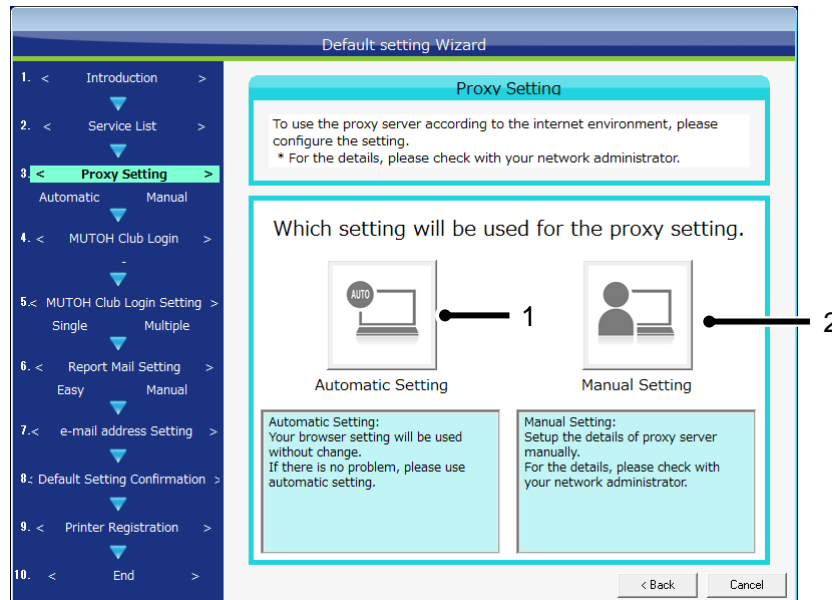 Default setting Wizard
1. < Introduction >
2. < Service List >
3. < Proxy Setting >
Automatic Manual
4. < MUTOH Club Login >
-
5.< MUTOH Club Login Setting >
Single Multiple
6. < Report Mail Setting >
Easy Manual
7.< e-mail address Setting >
8.< Default Setting Confirmation >
9. < Printer Registration >
10. < End >
Proxy Setting
To use the proxy server according to the internet environment, please
configure the setting.
* For the details, please check with your network administrator.
Which setting will be used for the proxy setting.
AUTO
1
2
Automatic Setting
Manual Setting
Automatic Setting:
Your browser setting will be used
without change.
If there is no problem, please use
automatic setting.
Manual Setting:
Setup the details of proxy server
manually.
For the details, please check with
your network administrator.
< Back
Cancel